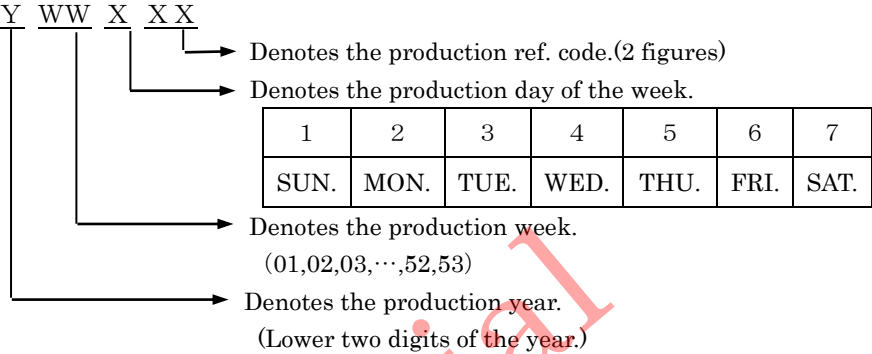 Y WW X X X
Denotes the production ref. code.(2 figures)
Denotes the production day of the week.
1 2 3 4 5 6 7
SUN. MON. TUE. WED. THU. FRI. SAT.
Denotes the production week.
(01,02,03,⋯,52,53)
Denotes the production year.
(Lower two digits of the year.)